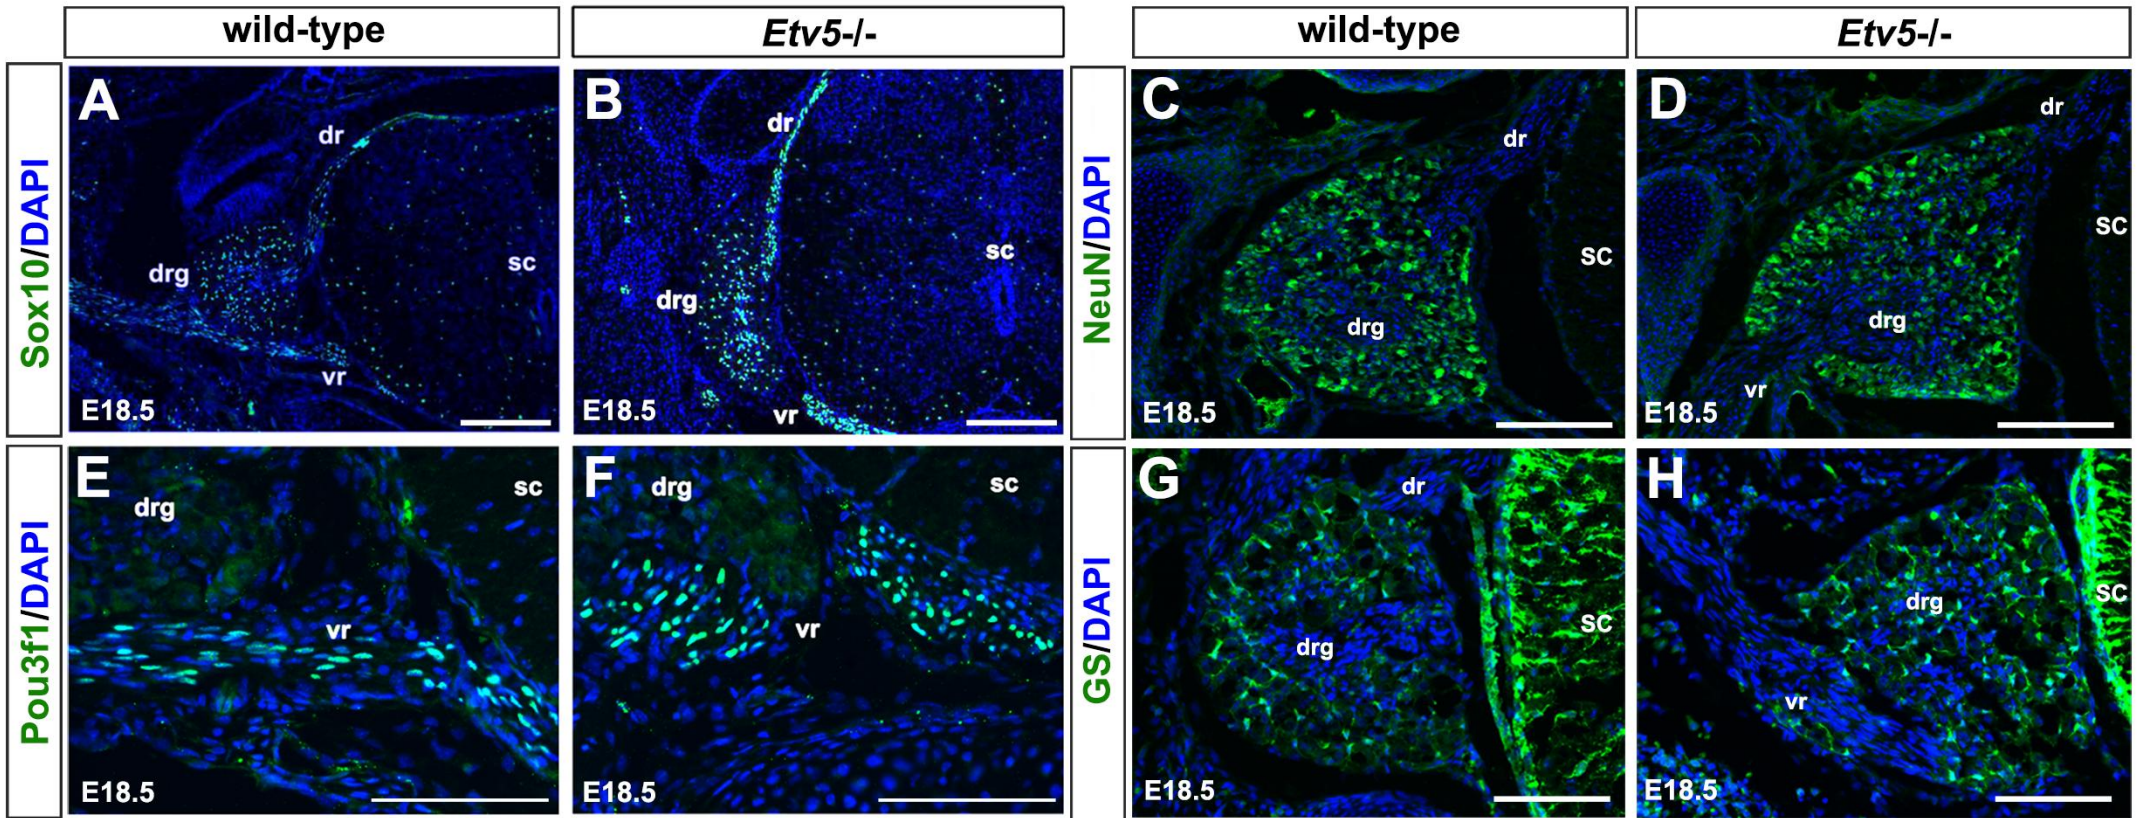 wild-type
Etv5-/-
wild-type
Etv5-/-
Sox10/DAPI
A
dr
drg
sc
vr
E18.5
B
dr
drg
sc
vr
E18.5
NeuN/DAPI
C
dr
sc
drg
E18.5
D
dr
sc
drg
vr
E18.5
Pou3f1/DAPI
E
drg
sc
vr
E18.5
F
drg
sc
vr
E18.5
GS/DAPI
G
dr
sc
drg
E18.5
H
sc
drg
vr
E18.5